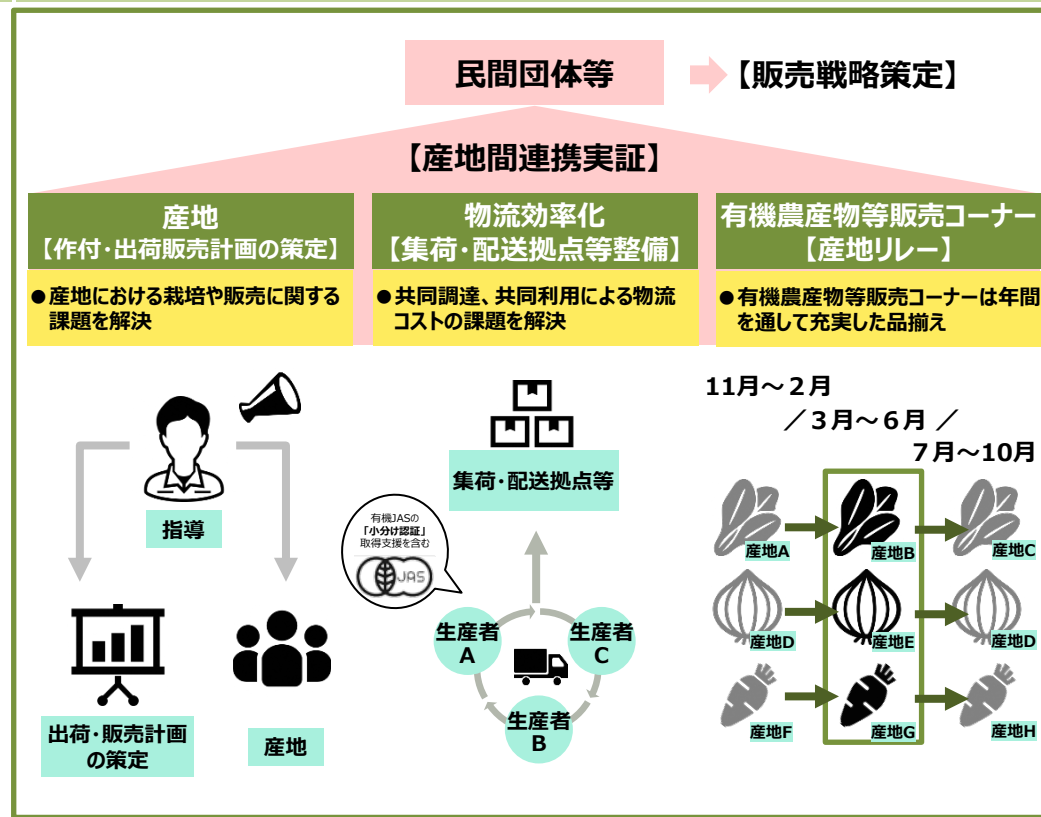 民間団体等
【販売戦略策定】
【産地間連携実証】
産地
【作付・出荷販売計画の策定】
●産地における栽培や販売に関する
課題を解決
指導
出荷・販売計画
の策定
産地
物流効率化
【集荷・配送拠点等整備】
●共同調達、共同利用による物流
コストの課題を解決
集荷・配送拠点等
有機JASの
「小分け認証」
取得支援を含む
JAS
生産者
A
生産者
C
生産者
B
有機農産物等販売コーナー
【産地リレー】
●有機農産物等販売コーナーは年間
を通して充実した品揃え
11月～２月
／３月～６月 ／
７月～10月
産地A
産地B
産地C
産地D
産地E
産地D
産地F
産地G
産地H